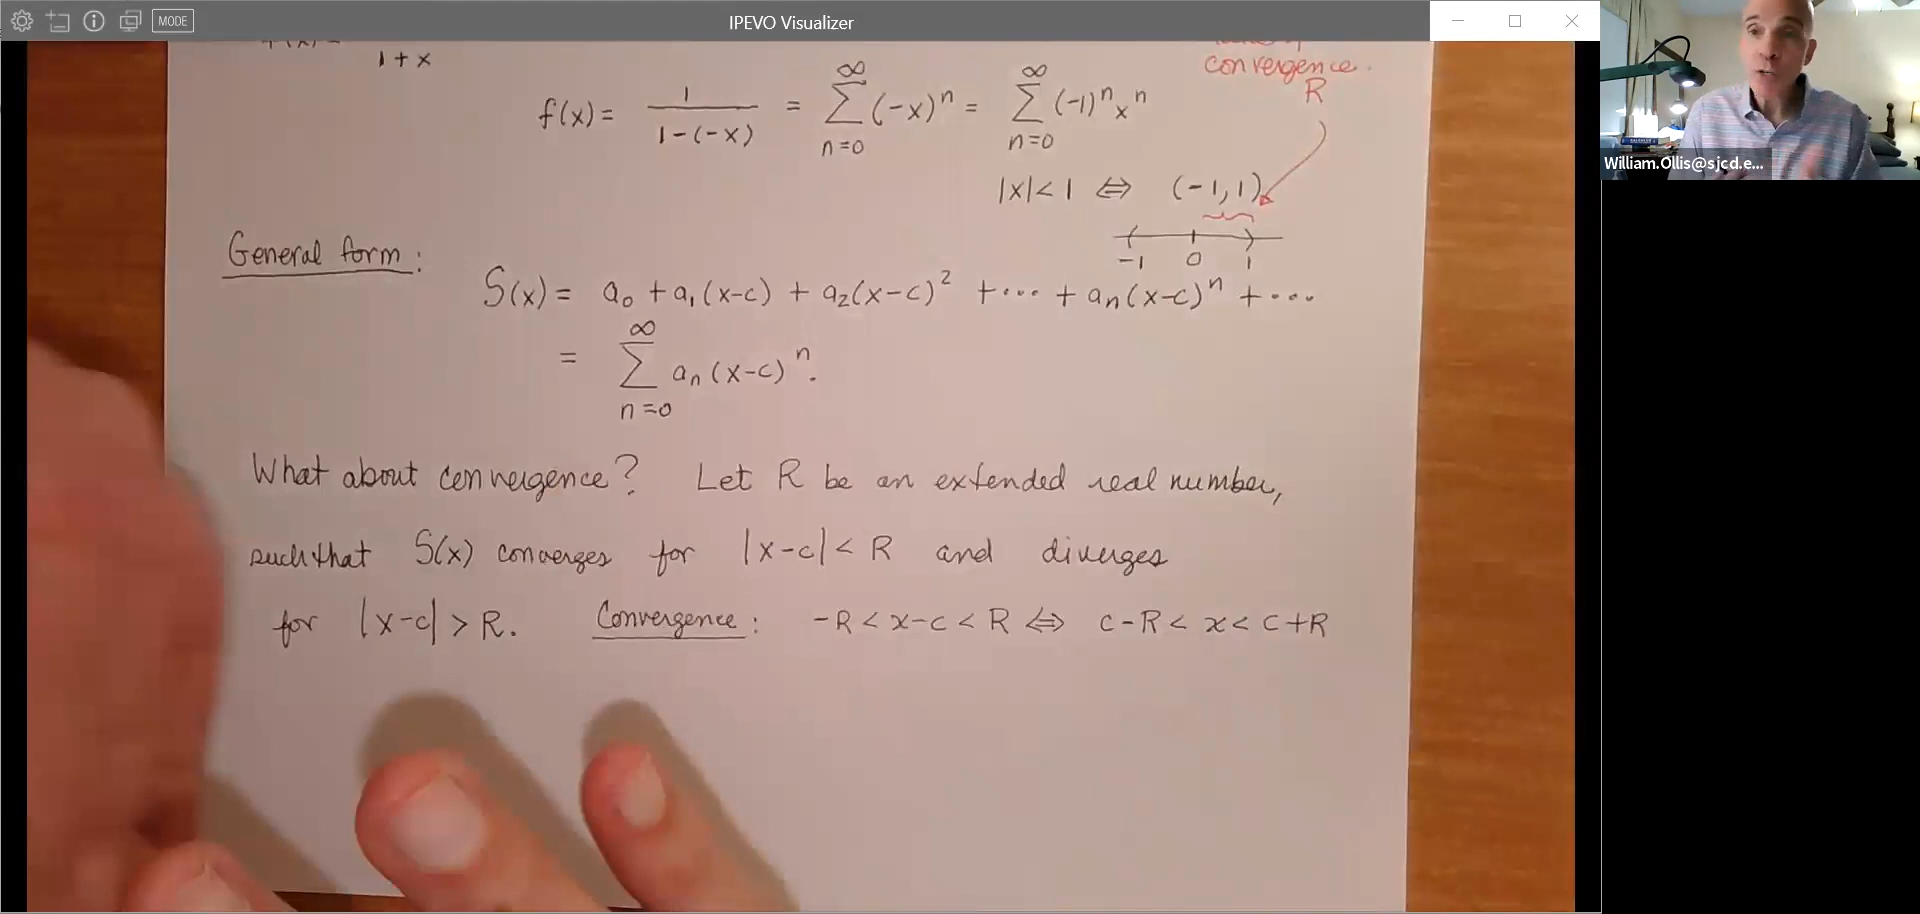 MODE
IPEVO Visualizer
1 + x
convergence.
R
f(x) = 1 / 1-(-x) = ∞ Σ n=0 (-x)^n = ∞ Σ n=0 (-1)^n x^n
|x| < 1 ⇔ (-1, 1)
-1 0 1
General form:
S(x) = a₀ + a₁(x-c) + a₂(x-c)² + ··· + aₙ(x-c)ⁿ + ···
= ∞ Σ n=0 aₙ(x-c)ⁿ.
What about convergence? Let R be an extended real number,
such that S(x) converges for |x-c| < R and diverges
for |x-c| > R. Convergence: -R < x-c < R ⇔ c-R < x < c+R
William.Ollis@sjcd.e...